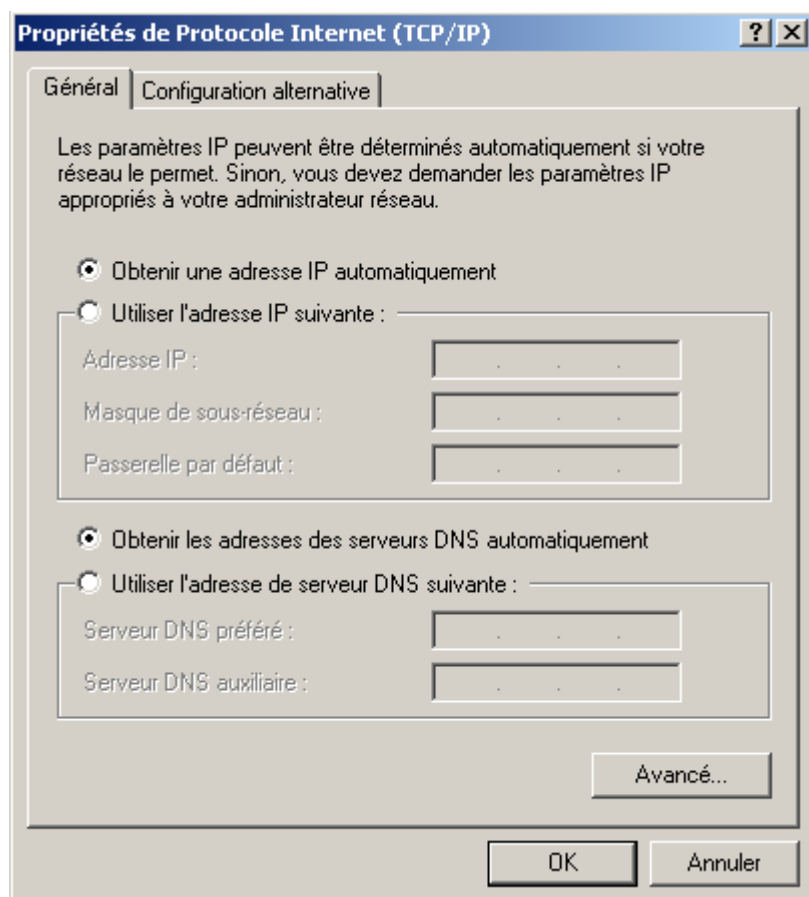 Propriétés de Protocole Internet (TCP/IP)
Général
Configuration alternative
Les paramètres IP peuvent être déterminés automatiquement si votre
réseau le permet. Sinon, vous devez demander les paramètres IP
appropriés à votre administrateur réseau.
Obtenir une adresse IP automatiquement
Utiliser l'adresse IP suivante :
Adresse IP :
Masque de sous-réseau :
Passerelle par défaut :
Obtenir les adresses des serveurs DNS automatiquement
Utiliser l'adresse de serveur DNS suivante :
Serveur DNS préféré :
Serveur DNS auxiliaire :
Avancé...
OK
Annuler